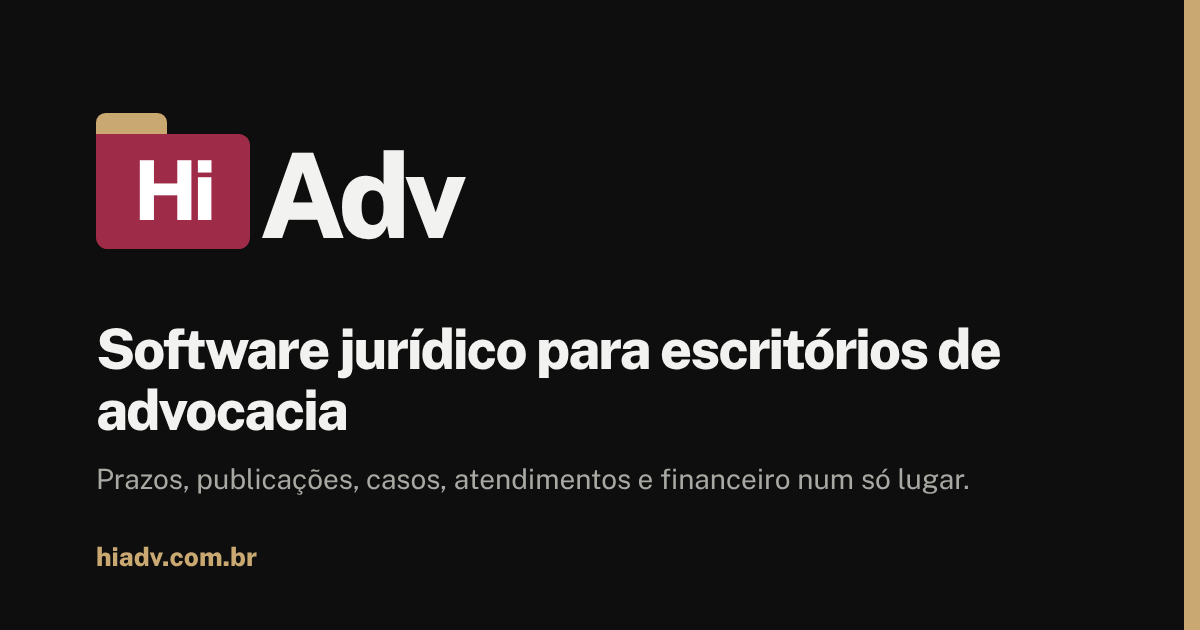 Hi Adv
Software jurídico para escritórios de
advocacia
Prazos, publicações, casos, atendimentos e financeiro num só lugar.
hiadv.com.br